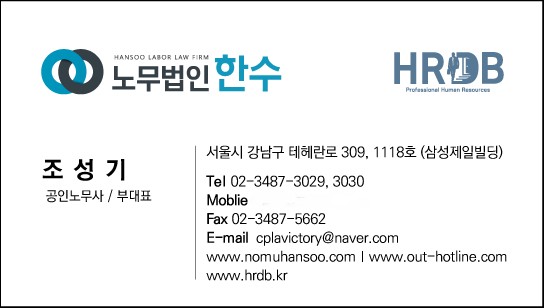 HANSOO LABOR LAW FIRM
노무법인 한수
HRDB
Professional Human Resources
조 성 기
공인노무사 / 부대표
서울시 강남구 테헤란로 309, 1118호 (삼성제일빌딩)
Tel 02-3487-3029, 3030
Moblie
Fax 02-3487-5662
E-mail cplavictory@naver.com
www.nomuhansoo.com | www.out-hotline.com
www.hrdb.kr